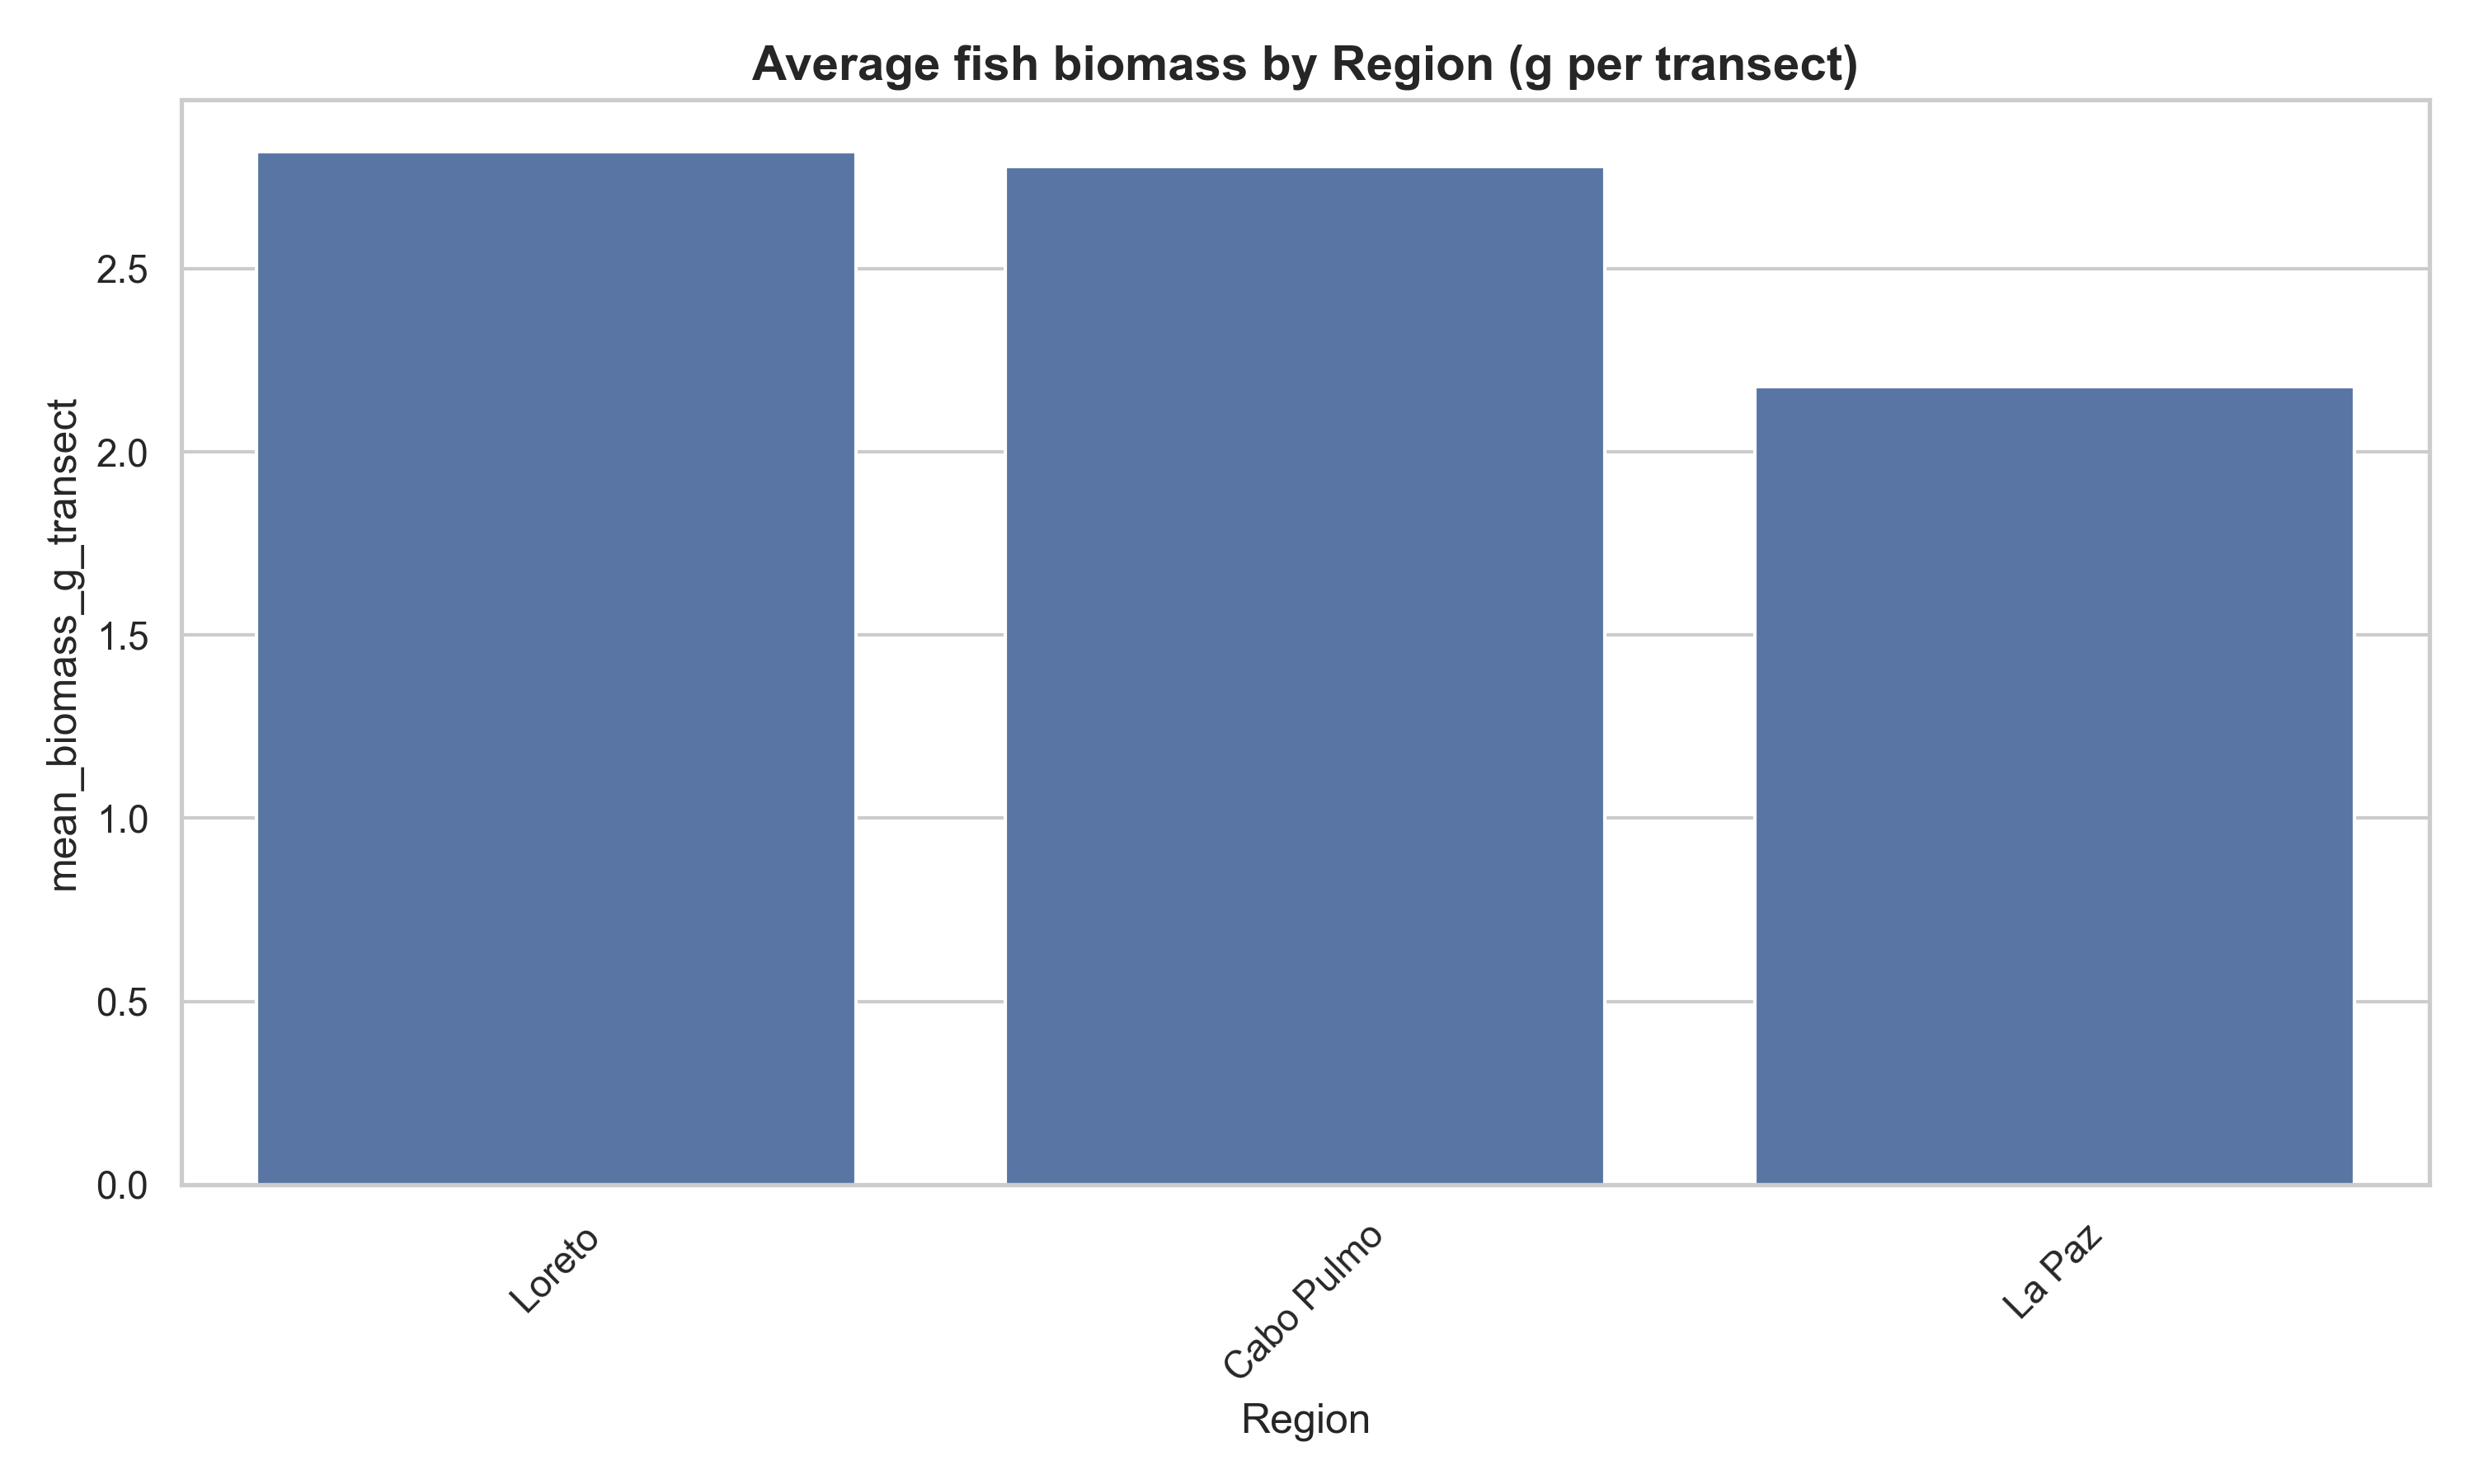 Average fish biomass by Region (g per transect)
mean_biomass_g_transect
2.5
2.0
1.5
1.0
0.5
0.0
Loreto
Cabo Pulmo
La Paz
Region